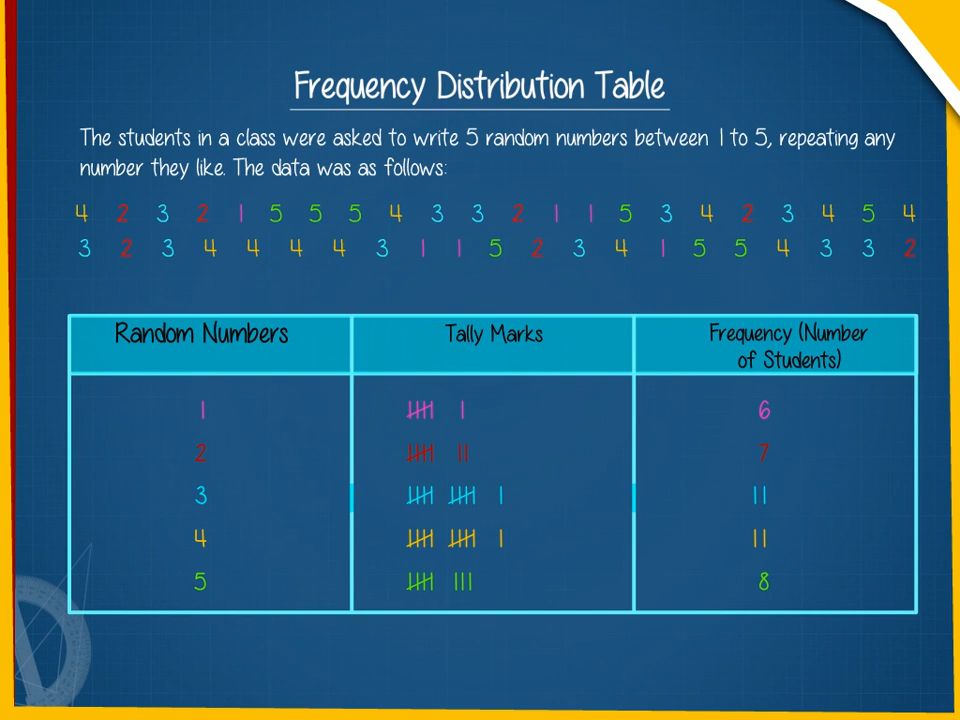 Frequency Distribution Table
The students in a class were asked to write 5 random numbers between 1 to 5, repeating any
number they like. The data was as follows:
4 2 3 2 1 5 5 5 4 3 3 2 1 1 5 3 4 2 3 4 5 4
3 2 3 4 4 4 4 3 1 1 5 2 3 4 1 5 5 4 3 3 2
Random Numbers Tally Marks Frequency (Number
of Students)
1 𝍸 | 6
2 𝍸 || 7
3 𝍸 𝍸 | 11
4 𝍸 𝍸 | 11
5 𝍸 ||| 8